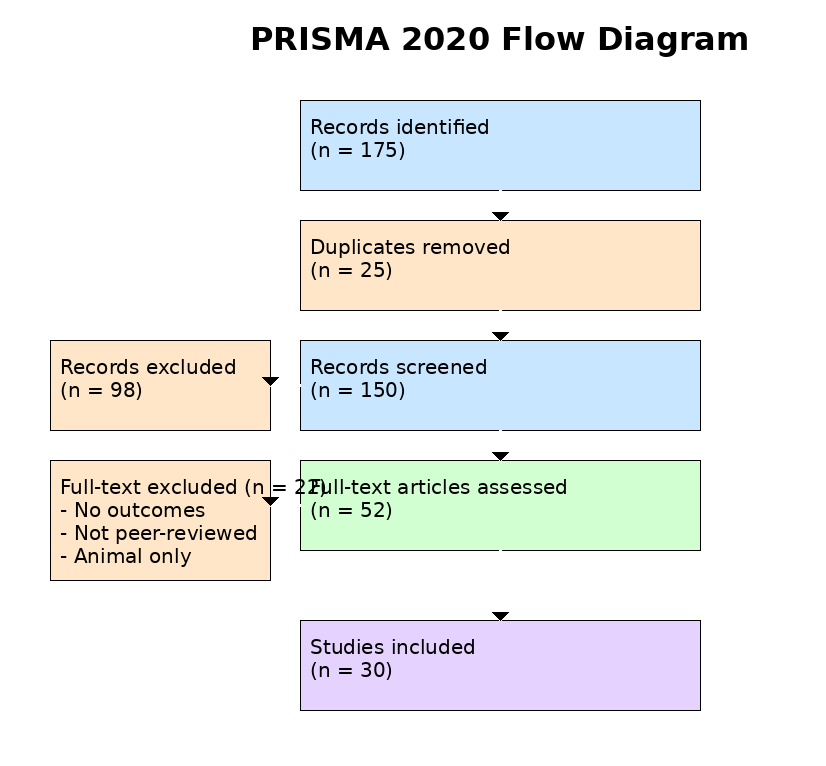 PRISMA 2020 Flow Diagram
Records identified
(n = 175)
Duplicates removed
(n = 25)
Records excluded
(n = 98)
Records screened
(n = 150)
Full-text excluded (n = 22)
- No outcomes
- Not peer-reviewed
- Animal only
Full-text articles assessed
(n = 52)
Studies included
(n = 30)